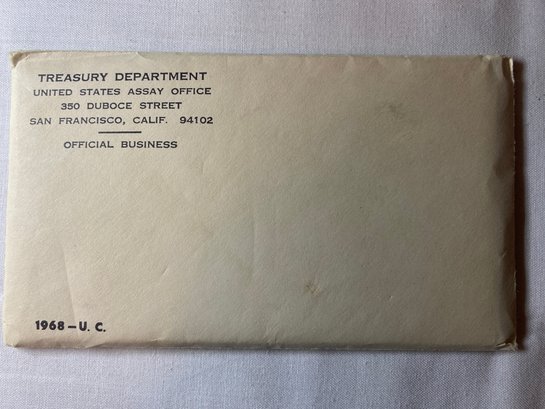 TREASURY DEPARTMENT
UNITED STATES ASSAY OFFICE
350 DUBOCE STREET
SAN FRANCISCO, CALIF. 94102
OFFICIAL BUSINESS
1968 — U. C.